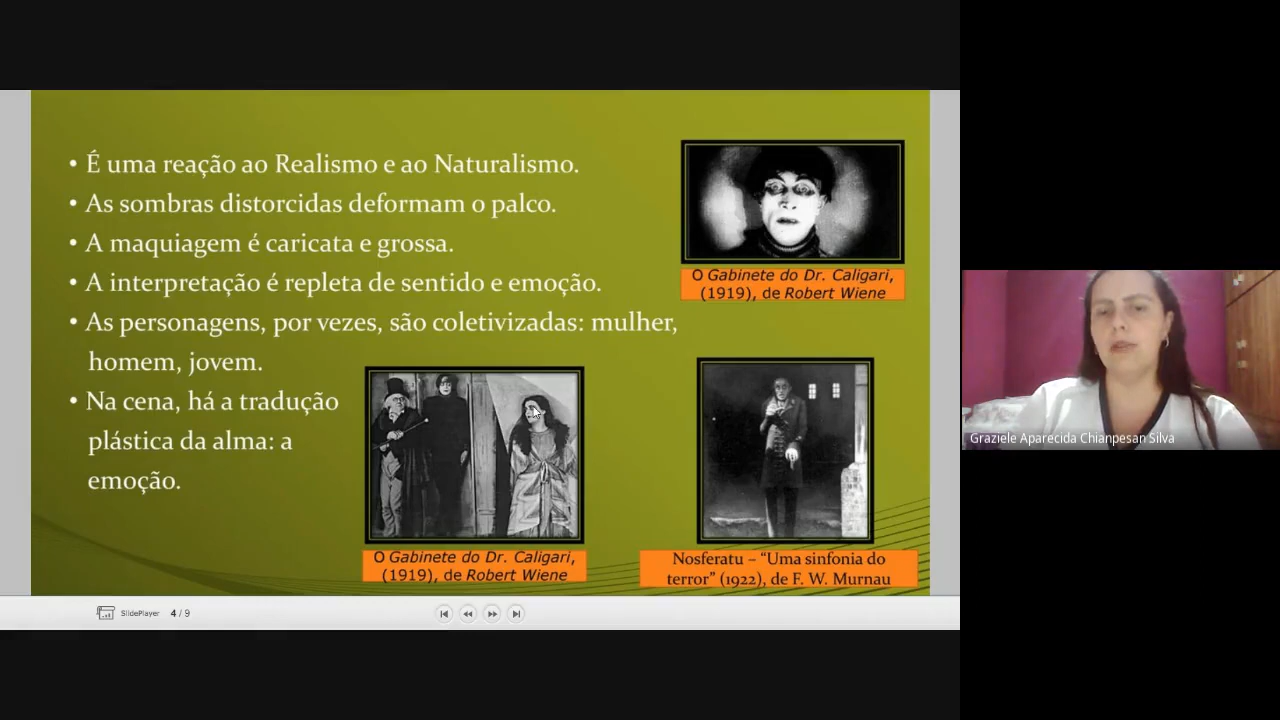 • É uma reação ao Realismo e ao Naturalismo.
• As sombras distorcidas deformam o palco.
• A maquiagem é caricata e grossa.
• A interpretação é repleta de sentido e emoção.
• As personagens, por vezes, são coletivizadas: mulher,
homem, jovem.
• Na cena, há a tradução
plástica da alma: a
emoção.
O Gabinete do Dr. Caligari,
(1919), de Robert Wiene
O Gabinete do Dr. Caligari,
(1919), de Robert Wiene
Nosferatu – “Uma sinfonia do
terror” (1922), de F. W. Murnau
SlidePlayer 4 / 9
Graziele Aparecida Chianpesan Silva